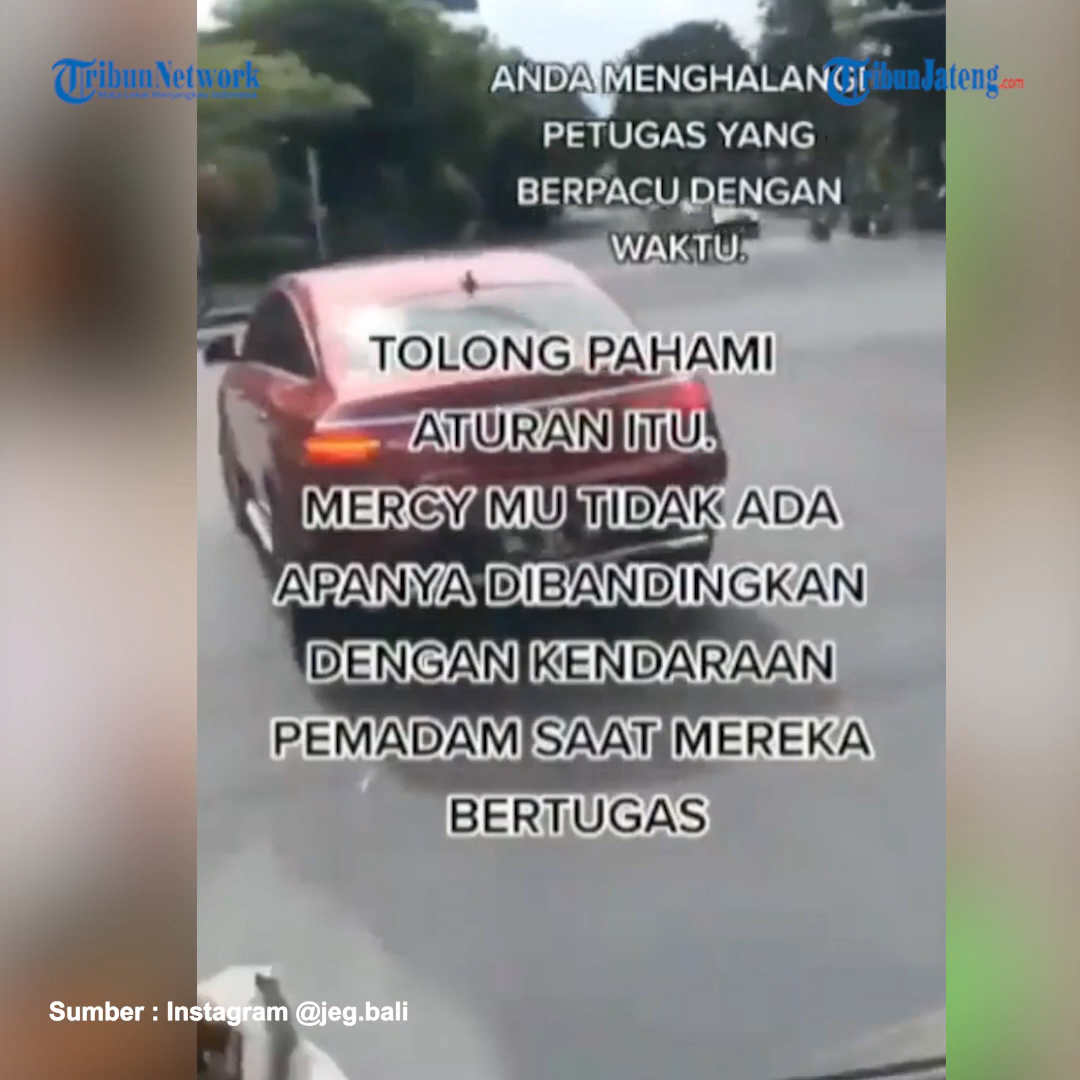 TribunNetwork
TribunJateng.com
ANDA MENGHALANGI
PETUGAS YANG
BERPACU DENGAN
WAKTU.
TOLONG PAHAMI
ATURAN ITU.
MERCY MU TIDAK ADA
APANYA DIBANDINGKAN
DENGAN KENDARAAN
PEMADAM SAAT MEREKA
BERTUGAS
Sumber : Instagram @jeg.bali